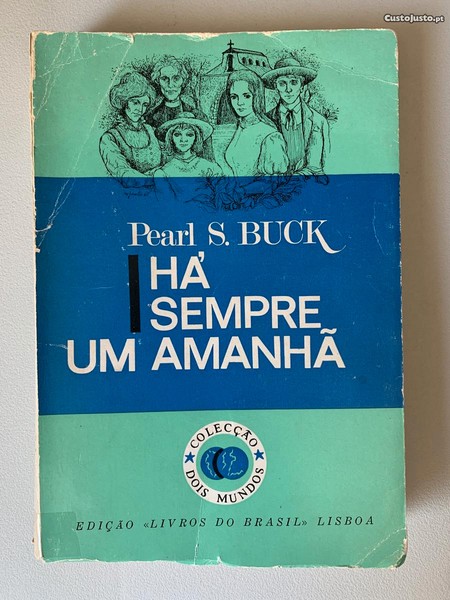 CustoJusto.pt
Pearl S. BUCK
HÁ
SEMPRE
UM AMANHÃ
COLECÇÃO
DOIS MUNDOS
EDIÇÃO «LIVROS DO BRASIL» LISBOA